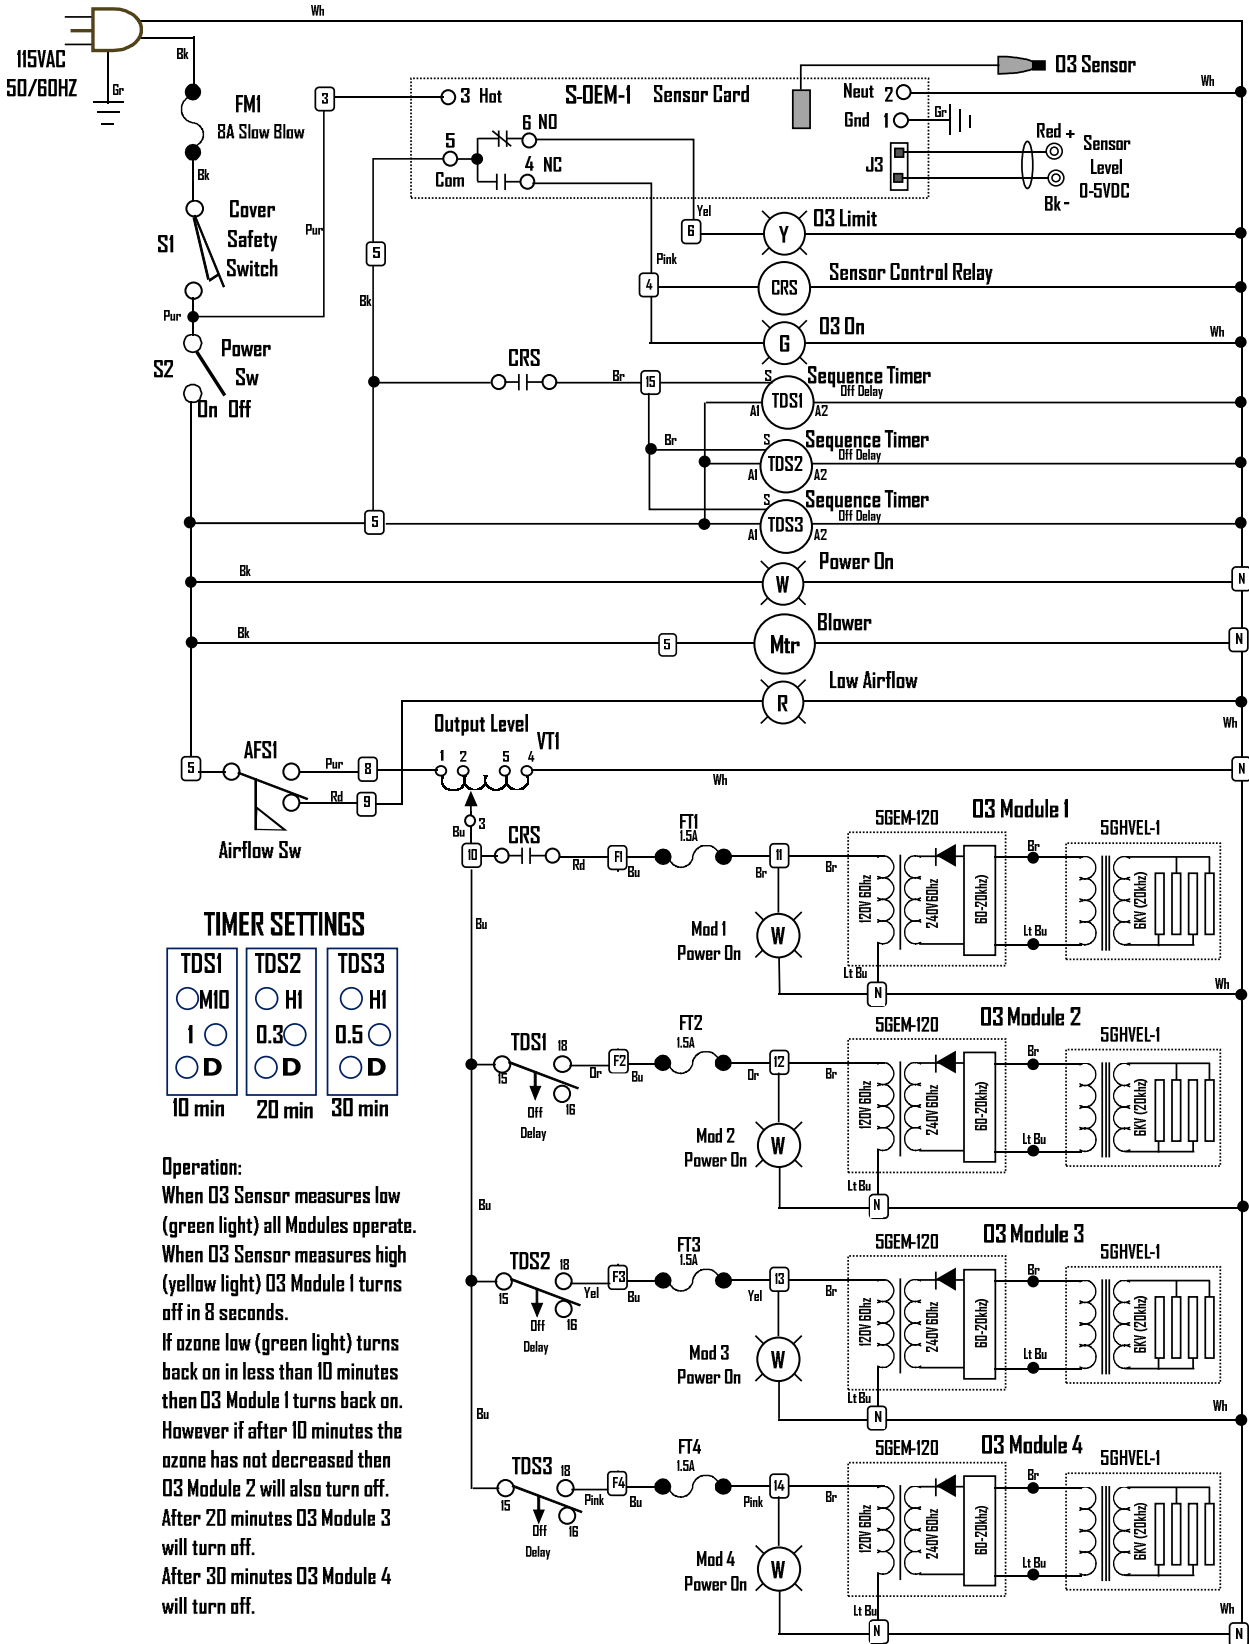 Wh
115VAC
50/60HZ
Gr
Bk
FM1
8A Slow Blow
Bk
S1
Cover
Safety
Switch
Pur
Pur
S2
Power
Sw
On Off
3
3 Hot
S-OEM-1 Sensor Card
5
Com
6 NO
4 NC
Neut 2
Gnd 1
Gr
J3
O3 Sensor
Wh
Red +
Bk -
Sensor
Level
0-5VDC
5
Bk
Yel
6
Y
O3 Limit
Pink
4
CRS
Sensor Control Relay
G
O3 On
Wh
CRS
Br
15
S
TDS1
A1
A2
Sequence Timer
Off Delay
Br
S
TDS2
A1
A2
Sequence Timer
Off Delay
5
S
TDS3
A1
A2
Sequence Timer
Off Delay
Bk
W
Power On
N
Bk
5
Mtr
Blower
N
R
Low Airflow
Wh
5
AFS1
Pur
8
Rd
9
Airflow Sw
Output Level
VT1
1 2 5 4
Wh
N
Bu
3
10
CRS
Rd
F1
Bu
FT1
1.5A
11
Br
Br
Mod 1
Power On
W
5GEM-120
O3 Module 1
5GHVEL-1
120V 60hz
240V 60hz
60-20khz)
Br
Lt Bu
6KV (20khz)
Lt Bu
N
Wh
Bu
TDS1
15
18
16
Off
Delay
Or
F2
Bu
FT2
1.5A
Or
12
Br
Mod 2
Power On
W
5GEM-120
O3 Module 2
5GHVEL-1
120V 60hz
240V 60hz
60-20khz)
Br
Lt Bu
6KV (20khz)
Lt Bu
N
Bu
TDS2
15
18
16
Off
Delay
Yel
F3
Bu
FT3
1.5A
Yel
13
Br
Mod 3
Power On
W
5GEM-120
O3 Module 3
5GHVEL-1
120V 60hz
240V 60hz
60-20khz)
Br
Lt Bu
6KV (20khz)
Lt Bu
N
Wh
Bu
TDS3
15
18
16
Off
Delay
Pink
F4
Bu
FT4
1.5A
Pink
14
Br
Mod 4
Power On
W
5GEM-120
O3 Module 4
5GHVEL-1
120V 60hz
240V 60hz
60-20khz)
Br
Lt Bu
6KV (20khz)
Lt Bu
N
Wh
N
TIMER SETTINGS
TDS1 TDS2 TDS3
M10 H1 H1
1 0.3 0.5
D D D
10 min 20 min 30 min
Operation:
When O3 Sensor measures low
(green light) all Modules operate.
When O3 Sensor measures high
(yellow light) O3 Module 1 turns
off in 8 seconds.
If ozone low (green light) turns
back on in less than 10 minutes
then O3 Module 1 turns back on.
However if after 10 minutes the
ozone has not decreased then
O3 Module 2 will also turn off.
After 20 minutes O3 Module 3
will turn off.
After 30 minutes O3 Module 4
will turn off.